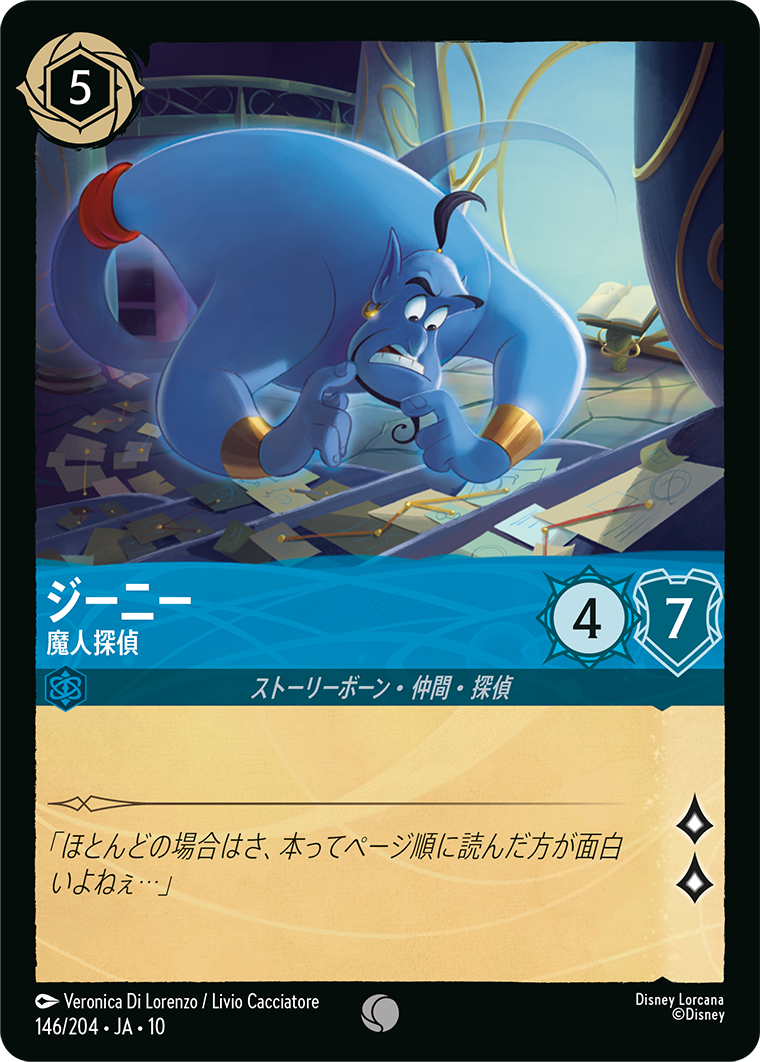 5
ジーニー
魔人探偵
4
7
ストーリーボーン・仲間・探偵
「ほとんどの場合はさ、本ってページ順に読んだ方が面白
いよねぇ…」
Veronica Di Lorenzo / Livio Cacciatore
146/204・JA・10
Disney Lorcana
©Disney